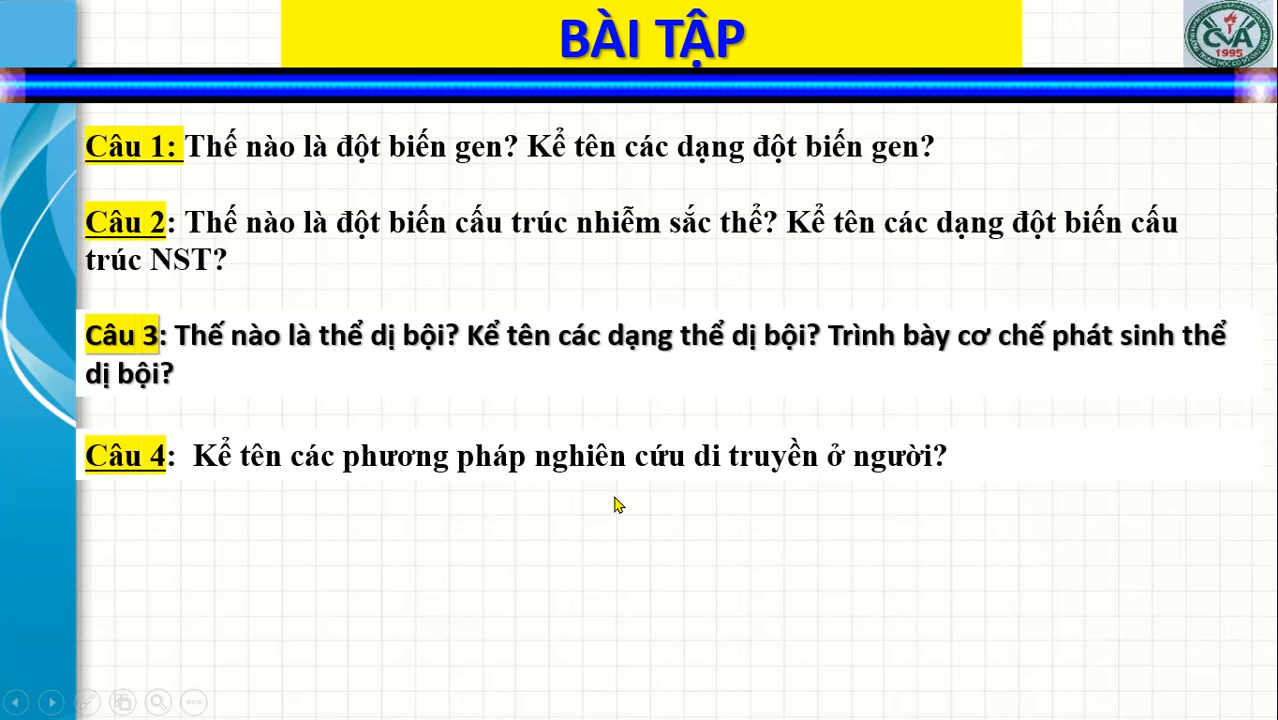 BÀI TẬP
CVA
1995
Câu 1: Thế nào là đột biến gen? Kể tên các dạng đột biến gen?
Câu 2: Thế nào là đột biến cấu trúc nhiễm sắc thể? Kể tên các dạng đột biến cấu
trúc NST?
Câu 3: Thế nào là thể dị bội? Kể tên các dạng thể dị bội? Trình bày cơ chế phát sinh thể
dị bội?
Câu 4:  Kể tên các phương pháp nghiên cứu di truyền ở người?